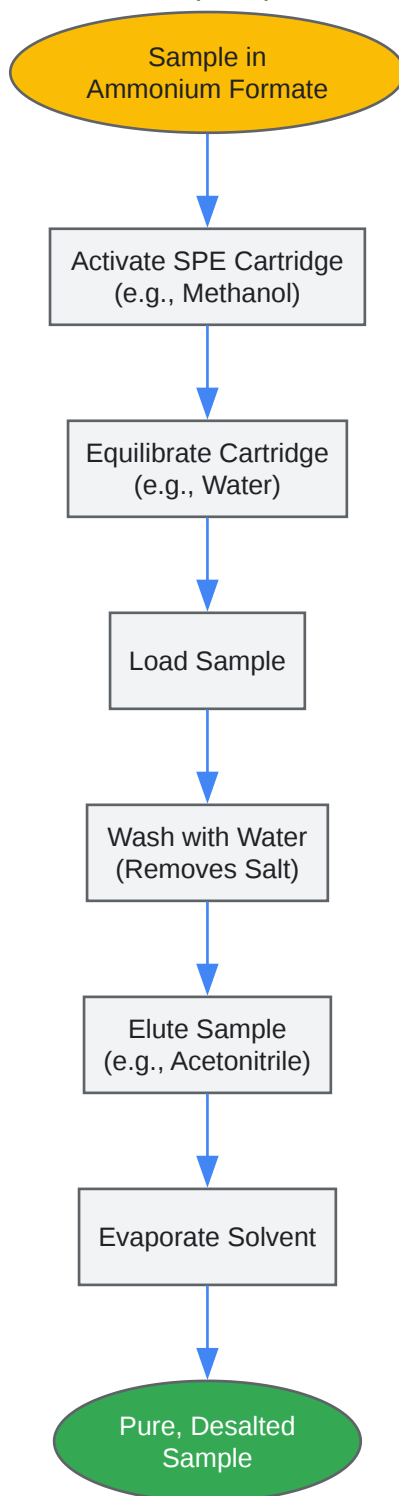 Sample in
Ammonium Formate
Activate SPE Cartridge
(e.g., Methanol)
Equilibrate Cartridge
(e.g., Water)
Load Sample
Wash with Water
(Removes Salt)
Elute Sample
(e.g., Acetonitrile)
Evaporate Solvent
Pure, Desalted
Sample